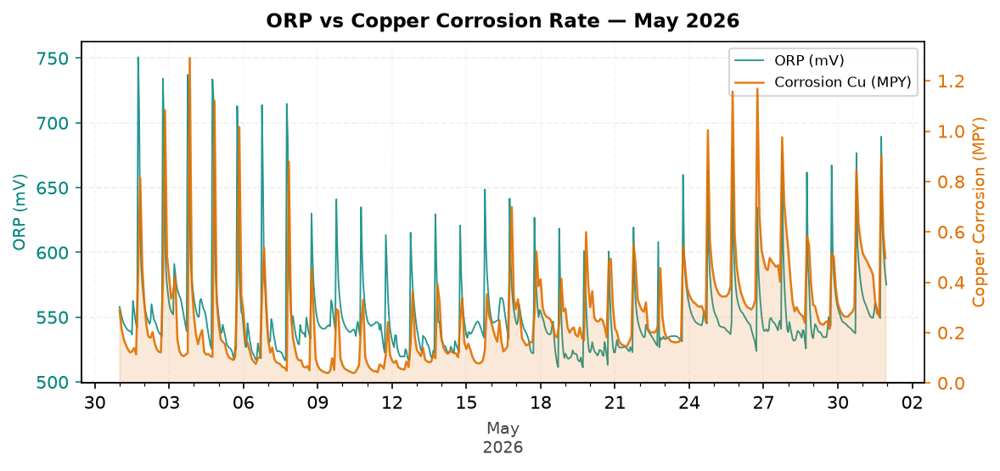 ORP vs Copper Corrosion Rate — May 2026
ORP (mV)
Corrosion Cu (MPY)
750
700
650
600
550
500
ORP (mV)
1.2
1.0
0.8
0.6
0.4
0.2
0.0
Copper Corrosion (MPY)
30 03 06 09 12 15 18 21 24 27 30 02
May
2026